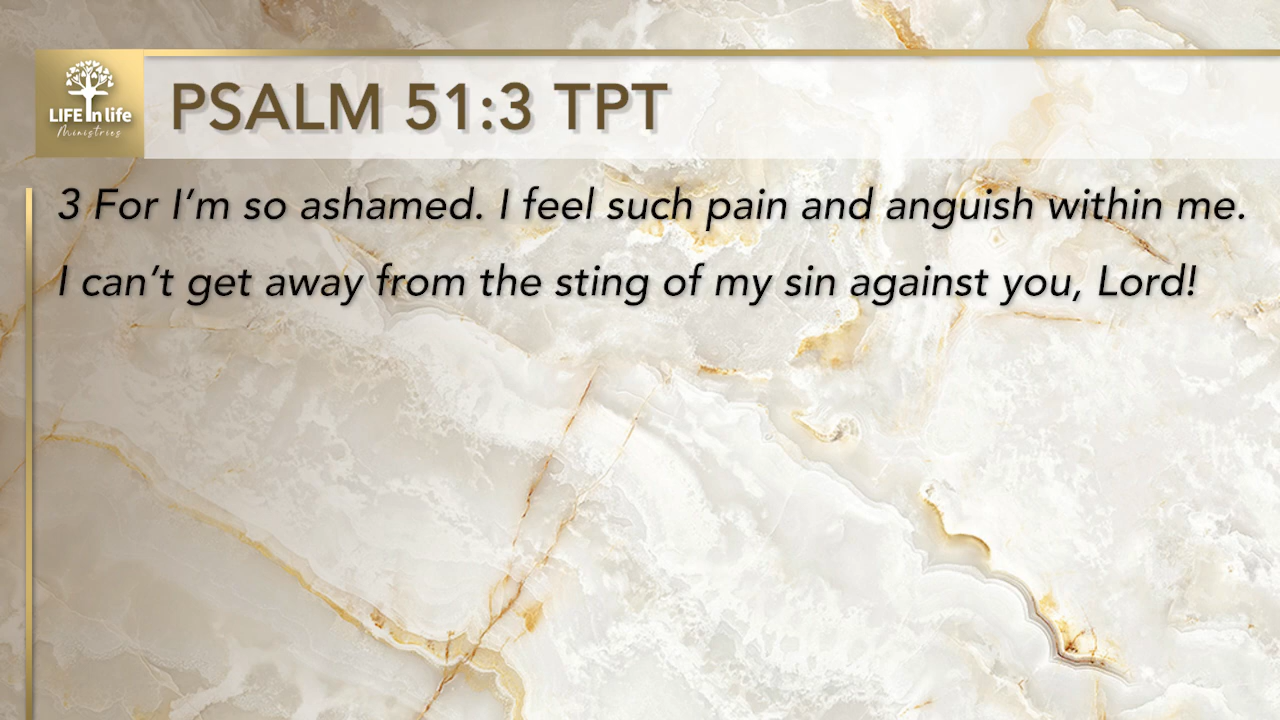 LIFE in life
Ministries
PSALM 51:3 TPT
3 For I’m so ashamed. I feel such pain and anguish within me.
I can’t get away from the sting of my sin against you, Lord!